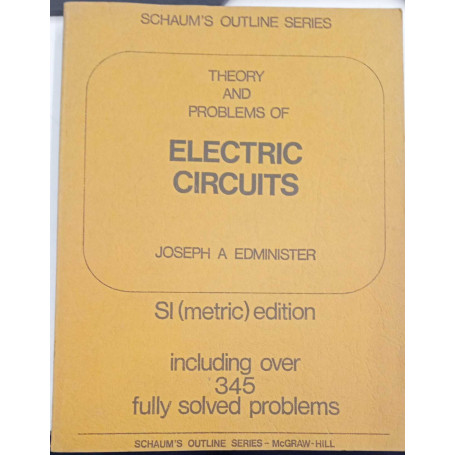 SCHAUM'S OUTLINE SERIES
THEORY
AND
PROBLEMS OF
ELECTRIC
CIRCUITS
JOSEPH A EDMINISTER
SI (metric) edition
including over
345
fully solved problems
SCHAUM'S OUTLINE SERIES - McGRAW-HILL